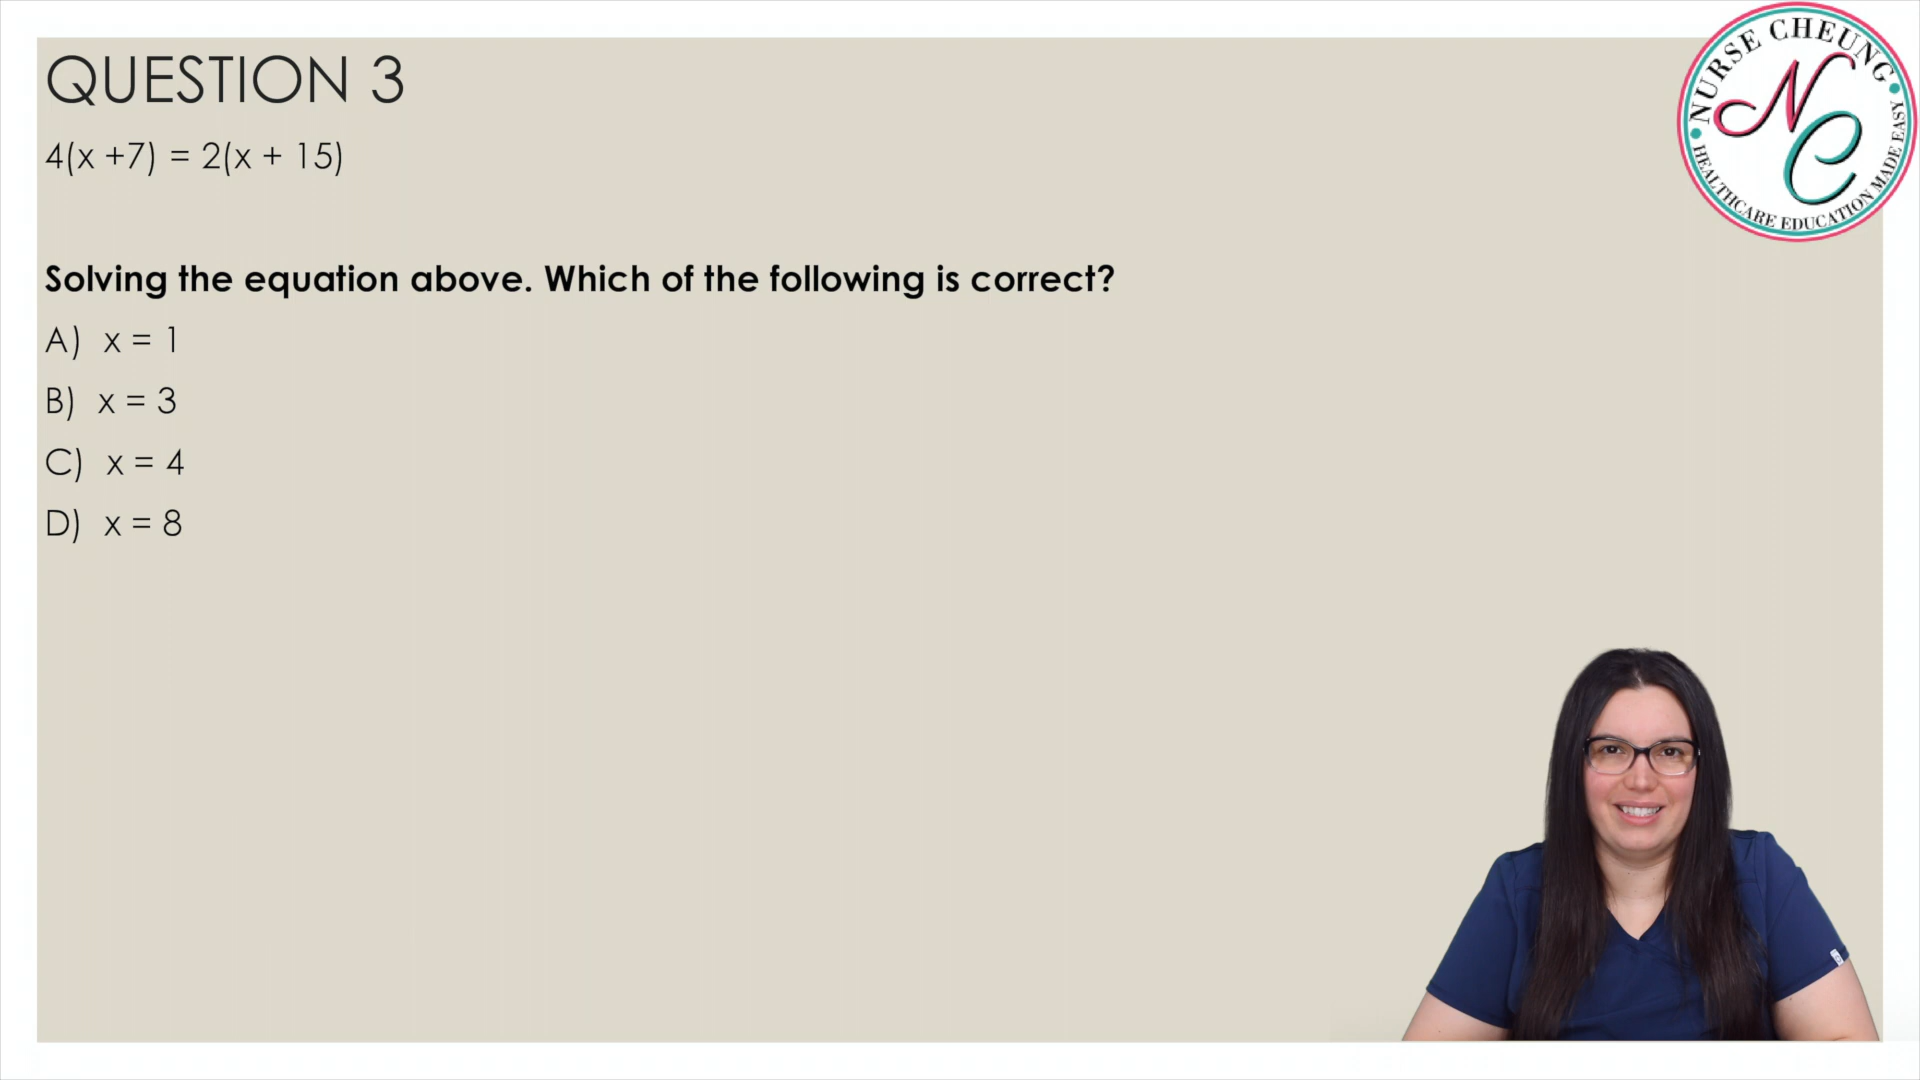 QUESTION 3
4(x +7) = 2(x + 15)
Solving the equation above. Which of the following is correct?
A) x = 1
B) x = 3
C) x = 4
D) x = 8
NURSE CHEUNG
NC
HEALTHCARE EDUCATION MADE EASY